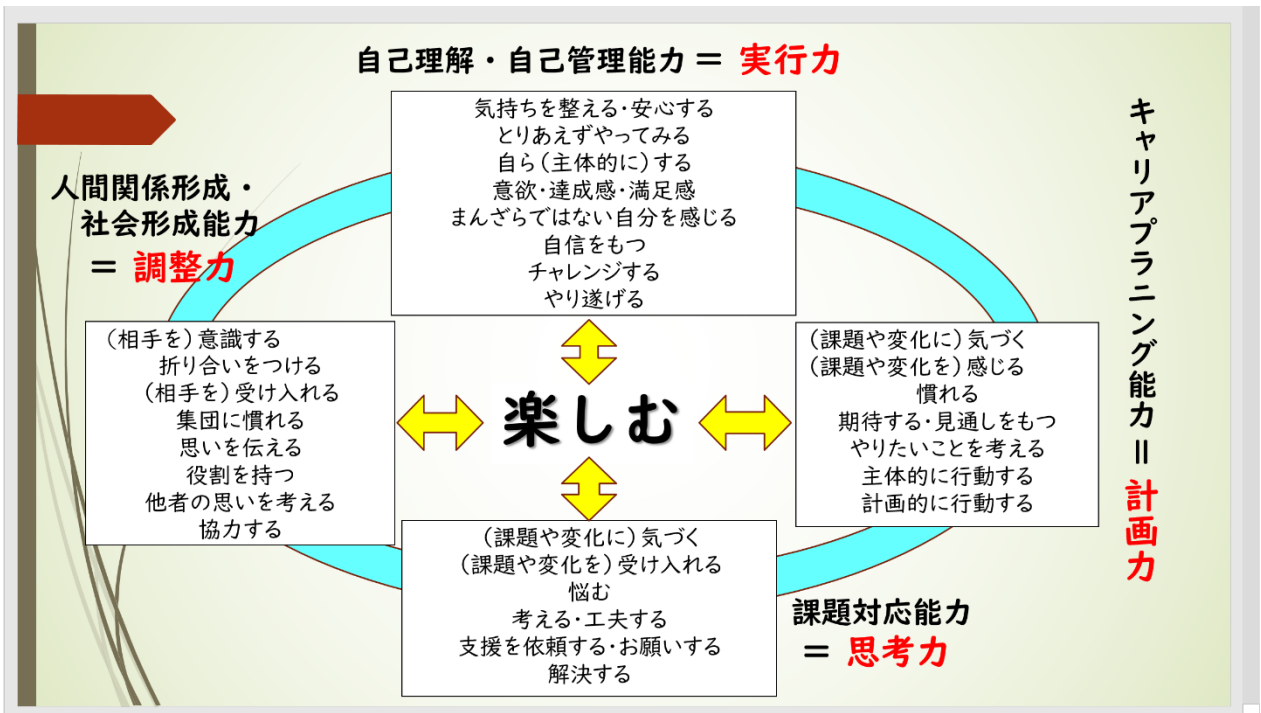 自己理解・自己管理能力＝ 実行力
気持ちを整える・安心する
とりあえずやってみる
自ら(主体的に)する
意欲・達成感・満足感
まんざらではない自分を感じる
自信をもつ
チャレンジする
やり遂げる
人間関係形成・
社会形成能力
＝ 調整力
(相手を)意識する
折り合いをつける
(相手を)受け入れる
集団に慣れる
思いを伝える
役割を持つ
他者の思いを考える
協力する
楽しむ
キャリアプランニング能力＝計画力
(課題や変化に)気づく
(課題や変化を)感じる
慣れる
期待する・見通しをもつ
やりたいことを考える
主体的に行動する
計画的に行動する
(課題や変化に)気づく
(課題や変化を)受け入れる
悩む
考える・工夫する
支援を依頼する・お願いする
解決する
課題対応能力
＝ 思考力